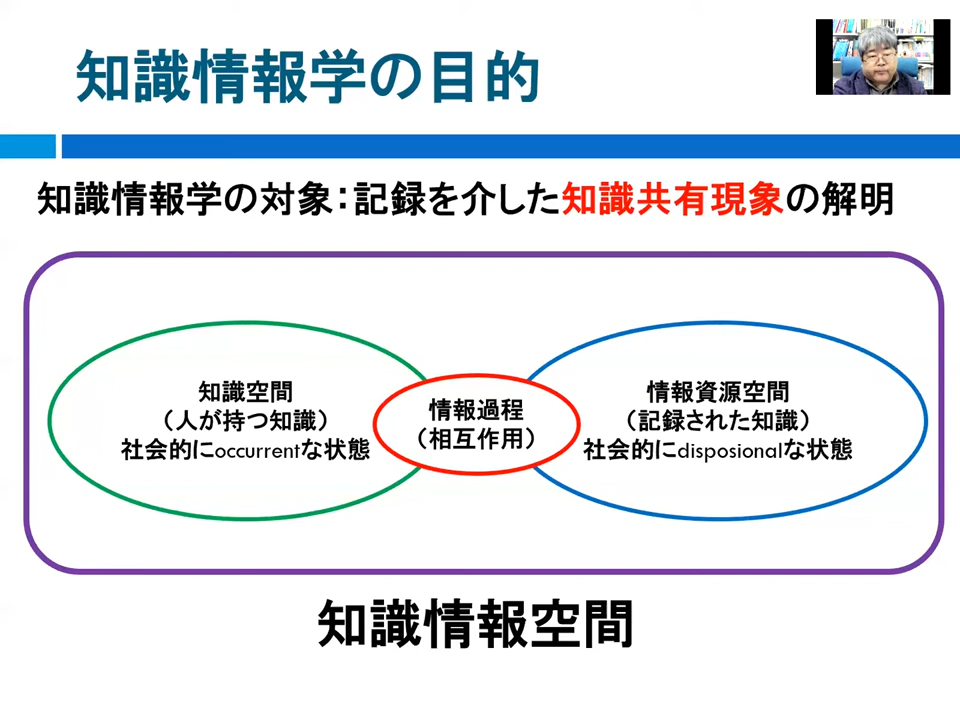 知識情報学の目的
知識情報学の対象：記録を介した知識共有現象の解明
知識空間
（人が持つ知識）
社会的にoccurrentな状態
情報過程
（相互作用）
情報資源空間
（記録された知識）
社会的にdisposionalな状態
知識情報空間